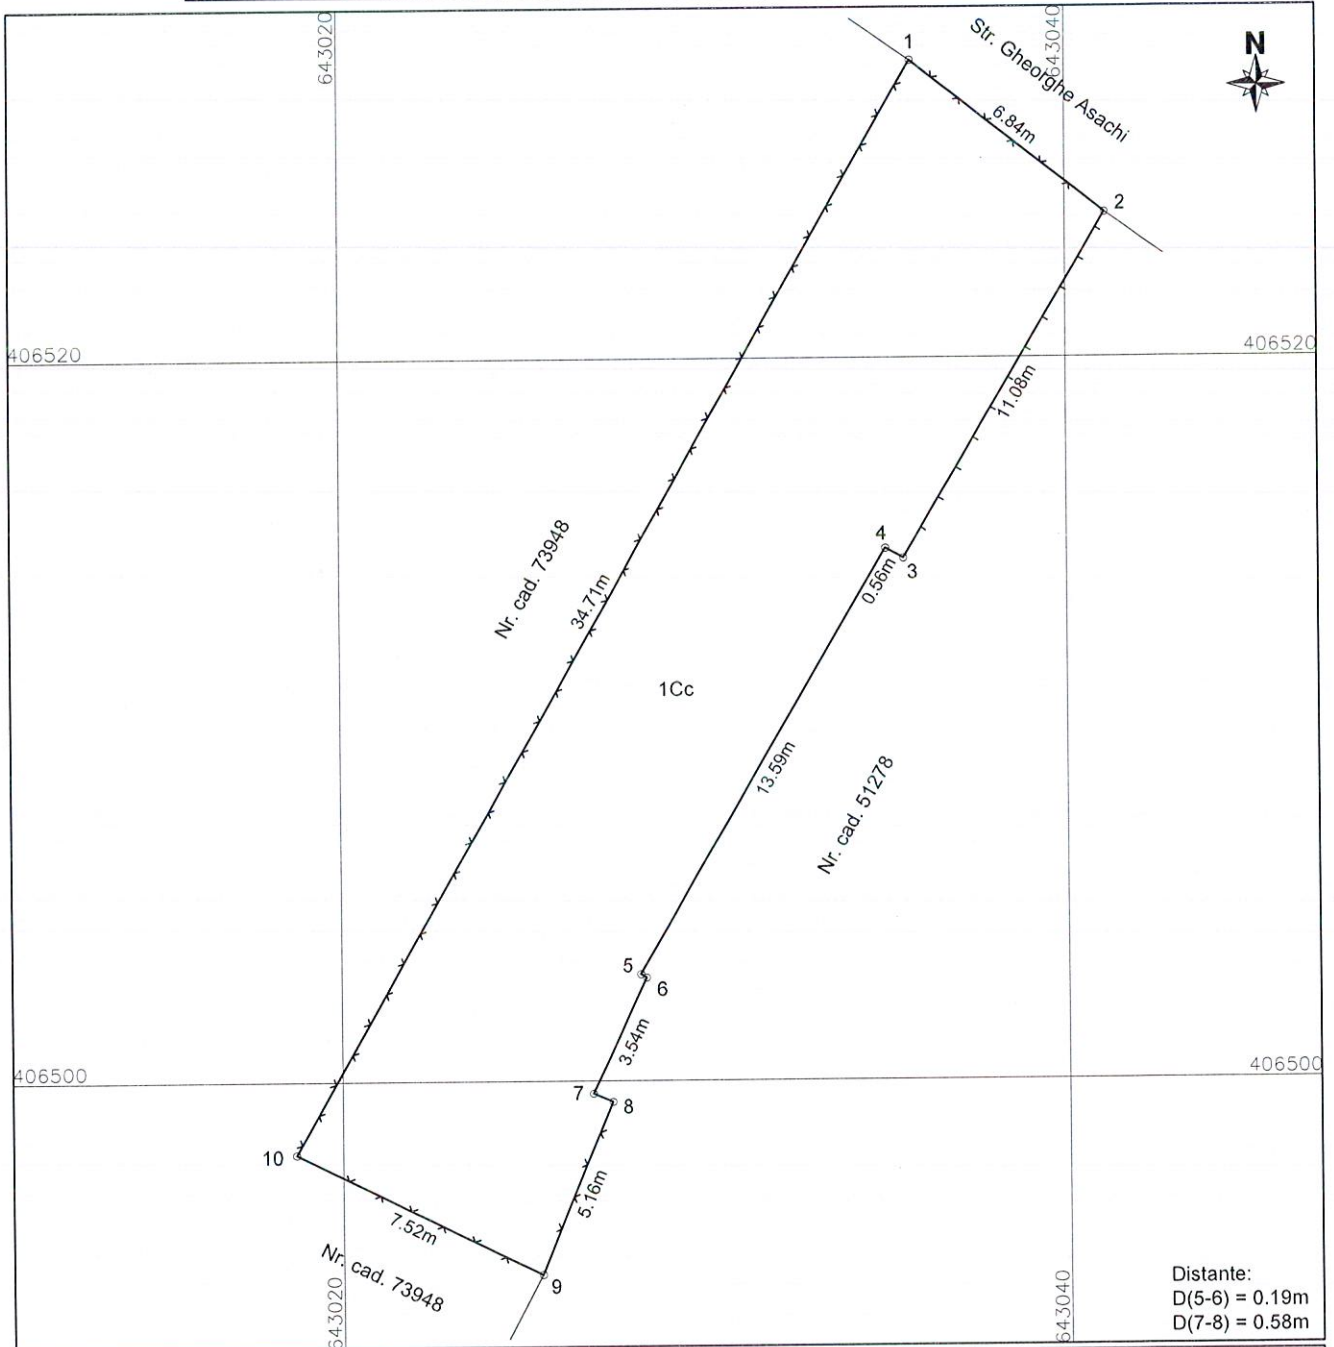 643020
643040
N
1
Str. Gheorghe Asachi
6.84m
2
406520
406520
11.08m
4
3
0.56m
Nr. cad. 73948
34.71m
1Cc
13.59m
Nr. cad. 51278
5
6
3.54m
406500
406500
7
8
10
5.16m
7.52m
Nr. cad. 73948
9
643020
643040
Distante:
D(5-6) = 0.19m
D(7-8) = 0.58m